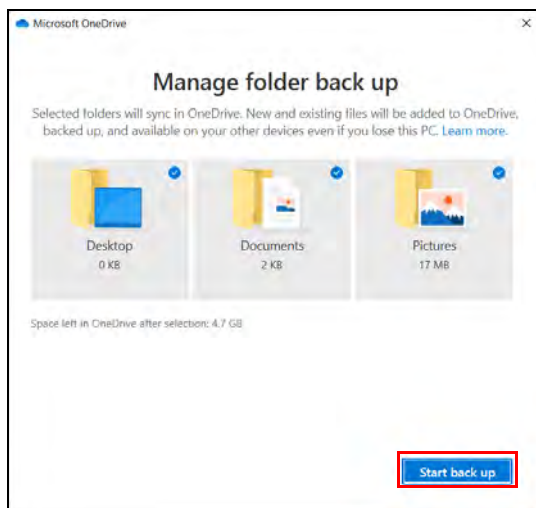 Microsoft OneDrive
Manage folder back up
Selected folders will sync in OneDrive. New and existing files will be added to OneDrive,
backed up, and available on your other devices even if you lose this PC. Learn more.
Desktop Documents Pictures
0 KB 2 KB 17 MB
Space left in OneDrive after selection: 4.7 GB
Start back up